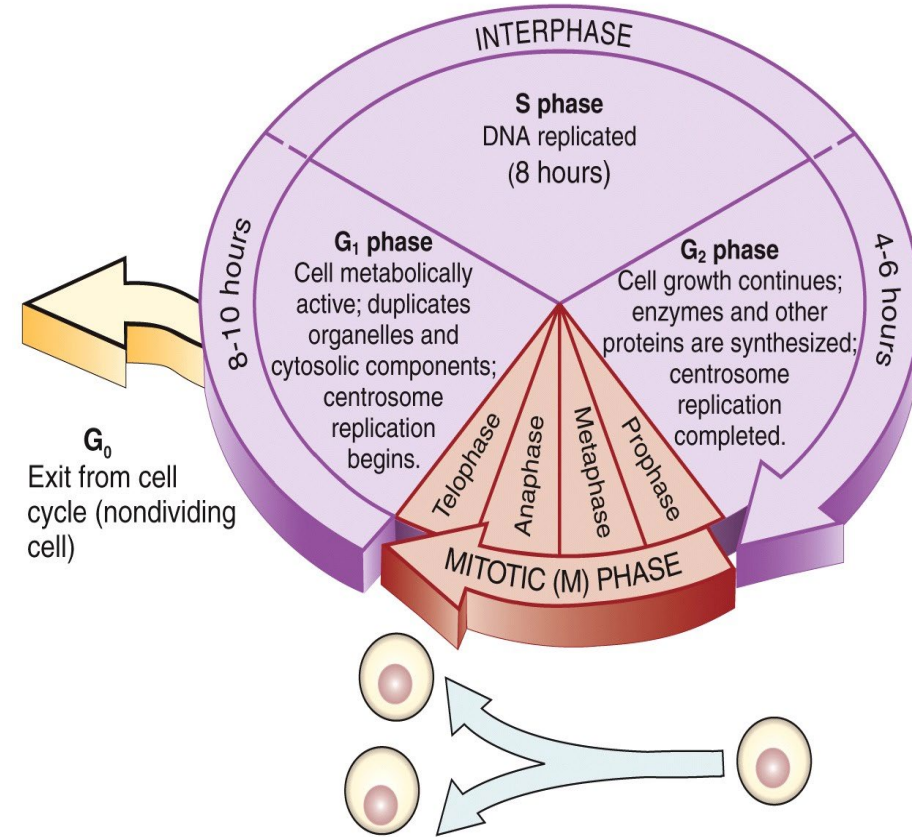 INTERPHASE
S phase
DNA replicated
(8 hours)
8-10 hours
G₁ phase
Cell metabolically
active; duplicates
organelles and
cytosolic components;
centrosome
replication
begins.
G₂ phase
Cell growth continues;
enzymes and other
proteins are synthesized;
centrosome
replication
completed.
4-6 hours
G₀
Exit from cell
cycle (nondividing
cell)
Telophase
Anaphase
Metaphase
Prophase
MITOTIC (M) PHASE